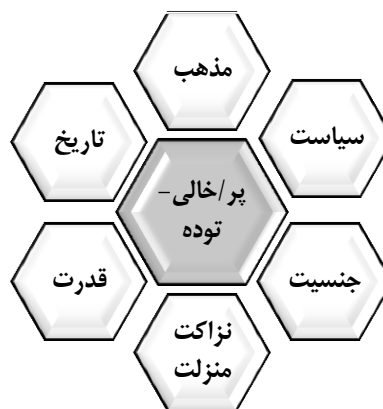 مذهب
سیاست
تاریخ
پر/خالی-
توده
جنسیت
قدرت
نزاکت
منزلت